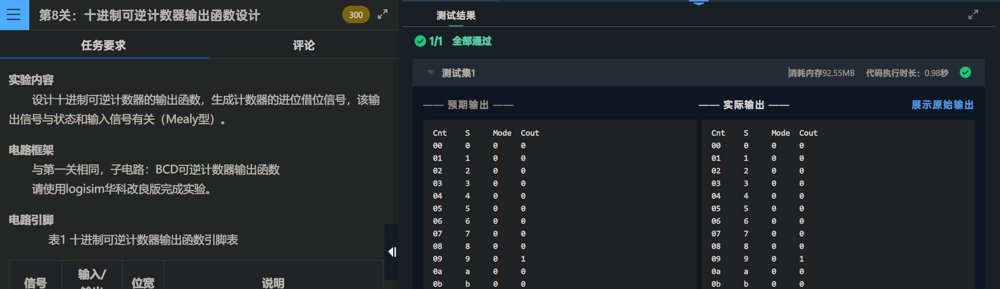 第8关：十进制可逆计数器输出函数设计
300
任务要求
评论
实验内容
设计十进制可逆计数器的输出函数，生成计数器的进位借位信号，该输
出信号与状态和输入信号有关（Mealy型）。
电路框架
与第一关相同，子电路：BCD可逆计数器输出函数
请使用logisim华科改良版完成实验。
电路引脚
表1 十进制可逆计数器输出函数引脚表
信号
输入/
输出
位宽
说明
测试结果
1/1 全部通过
测试集1
消耗内存92.55MB 代码执行时长：0.98秒
—— 预期输出 ——
Cnt S Mode Cout
00 0 0 0
01 1 0 0
02 2 0 0
03 3 0 0
04 4 0 0
05 5 0 0
06 6 0 0
07 7 0 0
08 8 0 0
09 9 0 1
0a a 0 0
0b b 0 0
—— 实际输出 ——
展示原始输出
Cnt S Mode Cout
00 0 0 0
01 1 0 0
02 2 0 0
03 3 0 0
04 4 0 0
05 5 0 0
06 6 0 0
07 7 0 0
08 8 0 0
09 9 0 1
0a a 0 0
0b b 0 0